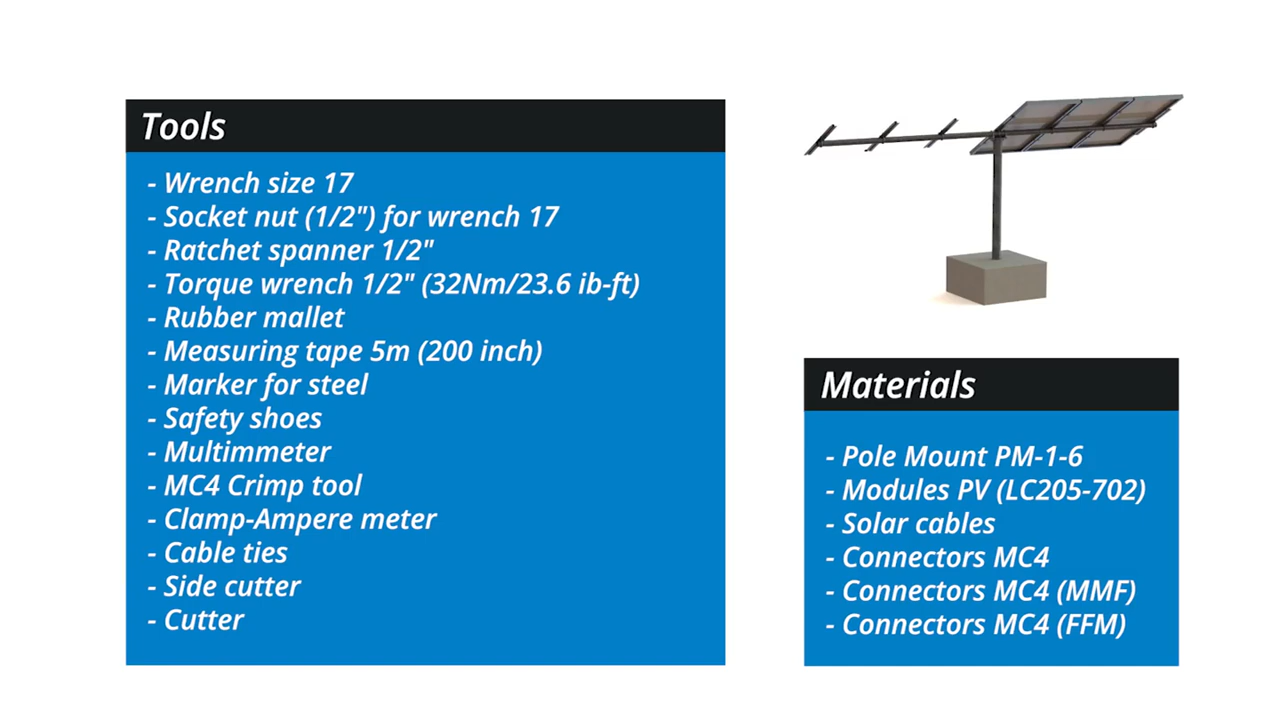 Tools
- Wrench size 17
- Socket nut (1/2") for wrench 17
- Ratchet spanner 1/2"
- Torque wrench 1/2" (32Nm/23.6 ib-ft)
- Rubber mallet
- Measuring tape 5m (200 inch)
- Marker for steel
- Safety shoes
- Multimmeter
- MC4 Crimp tool
- Clamp-Ampere meter
- Cable ties
- Side cutter
- Cutter
Materials
- Pole Mount PM-1-6
- Modules PV (LC205-702)
- Solar cables
- Connectors MC4
- Connectors MC4 (MMF)
- Connectors MC4 (FFM)